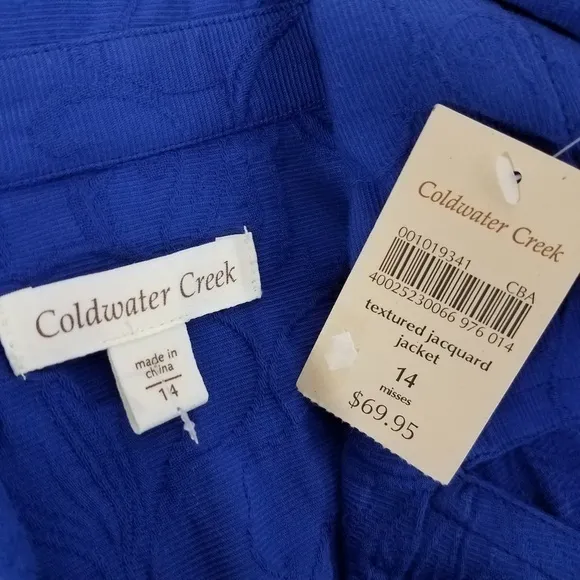 Coldwater Creek
made in
china
14
Coldwater Creek
001019341
CBA
40025230066 976 014
textured jacquard
jacket
14
misses
$69.95